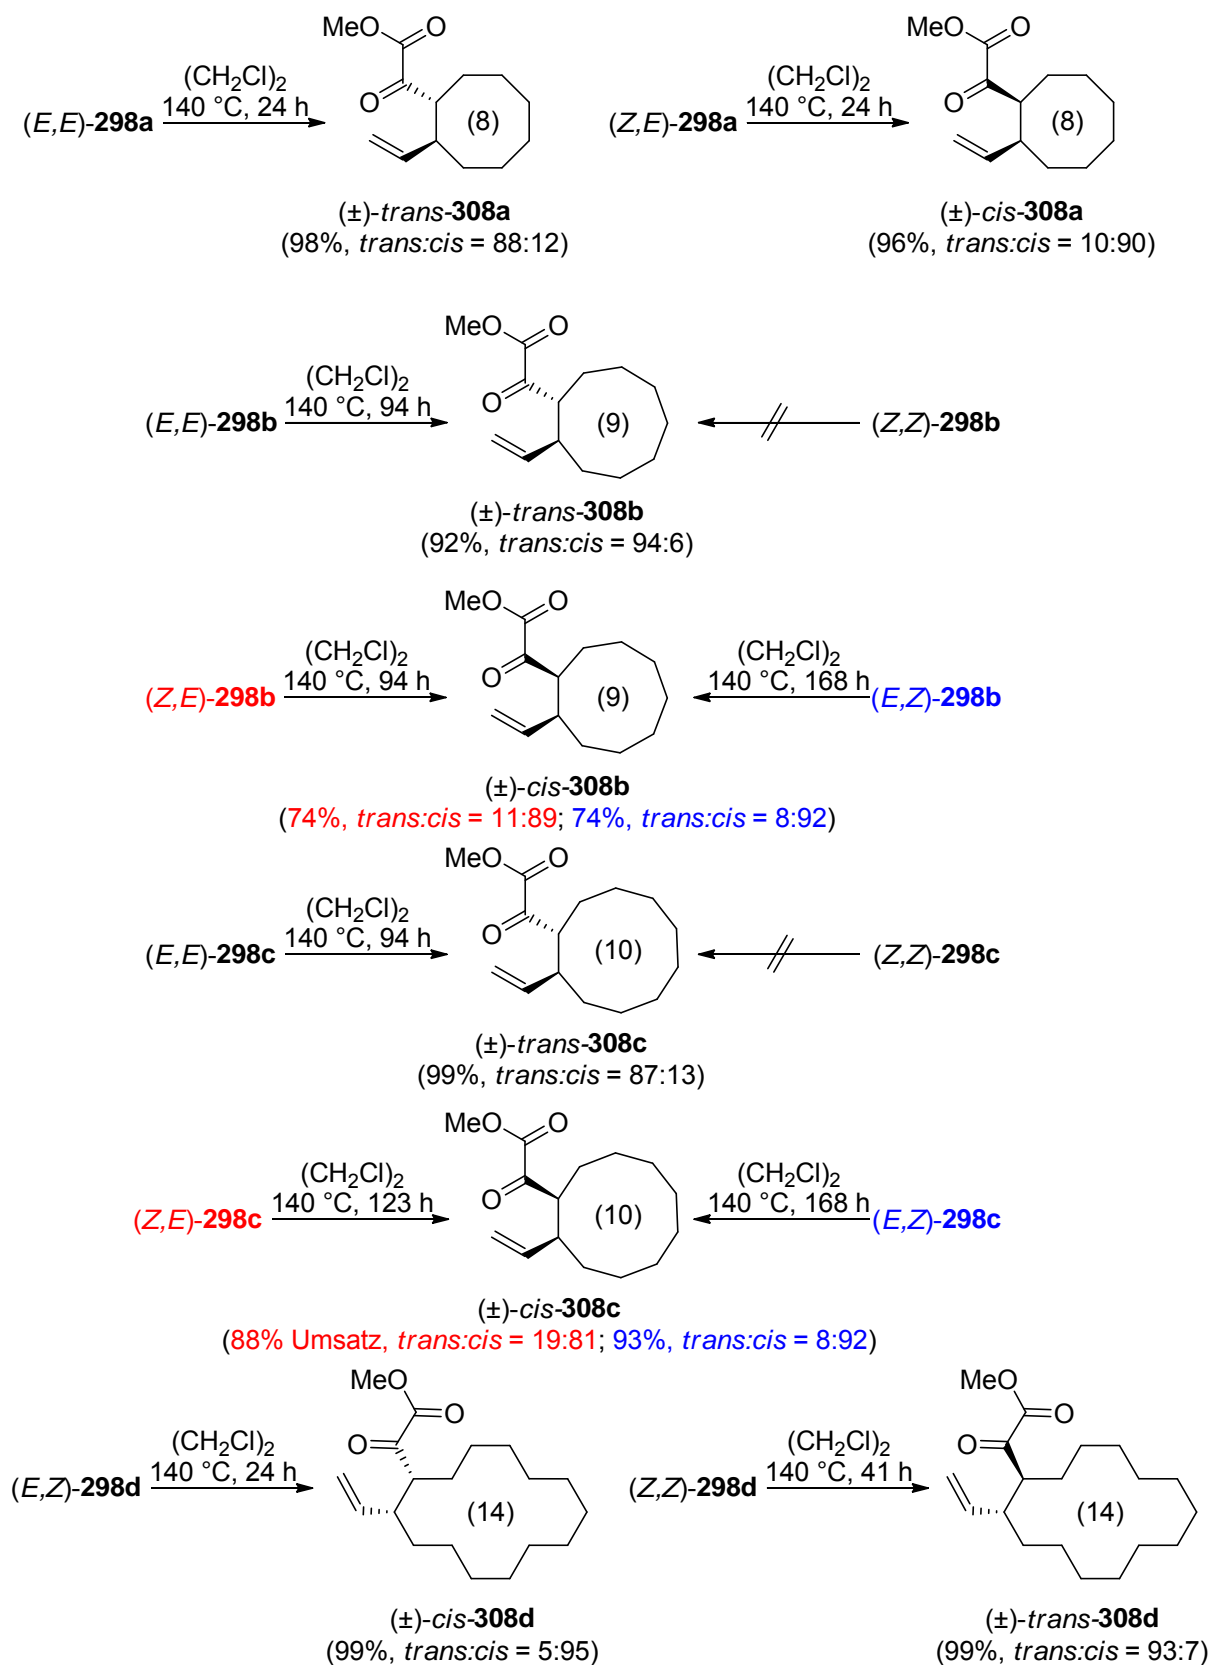 MeO O
MeO O
(CH2Cl)2
(CH2Cl)2
(E,E)-298a 140 °C, 24 h O (8)
(Z,E)-298a 140 °C, 24 h O (8)
(±)-trans-308a
(98%, trans:cis = 88:12)
(±)-cis-308a
(96%, trans:cis = 10:90)
MeO O
(CH2Cl)2
(E,E)-298b 140 °C, 94 h O (9) (Z,Z)-298b
(±)-trans-308b
(92%, trans:cis = 94:6)
MeO O
(CH2Cl)2 (CH2Cl)2
(Z,E)-298b 140 °C, 94 h O (9) 140 °C, 168 h (E,Z)-298b
(±)-cis-308b
(74%, trans:cis = 11:89; 74%, trans:cis = 8:92)
MeO O
(CH2Cl)2
(E,E)-298c 140 °C, 94 h O (10) (Z,Z)-298c
(±)-trans-308c
(99%, trans:cis = 87:13)
MeO O
(CH2Cl)2 (CH2Cl)2
(Z,E)-298c 140 °C, 123 h O (10) 140 °C, 168 h (E,Z)-298c
(±)-cis-308c
(88% Umsatz, trans:cis = 19:81; 93%, trans:cis = 8:92)
MeO O
MeO O
(CH2Cl)2
(CH2Cl)2
(E,Z)-298d 140 °C, 24 h O (14)
(Z,Z)-298d 140 °C, 41 h O (14)
(±)-cis-308d
(99%, trans:cis = 5:95)
(±)-trans-308d
(99%, trans:cis = 93:7)